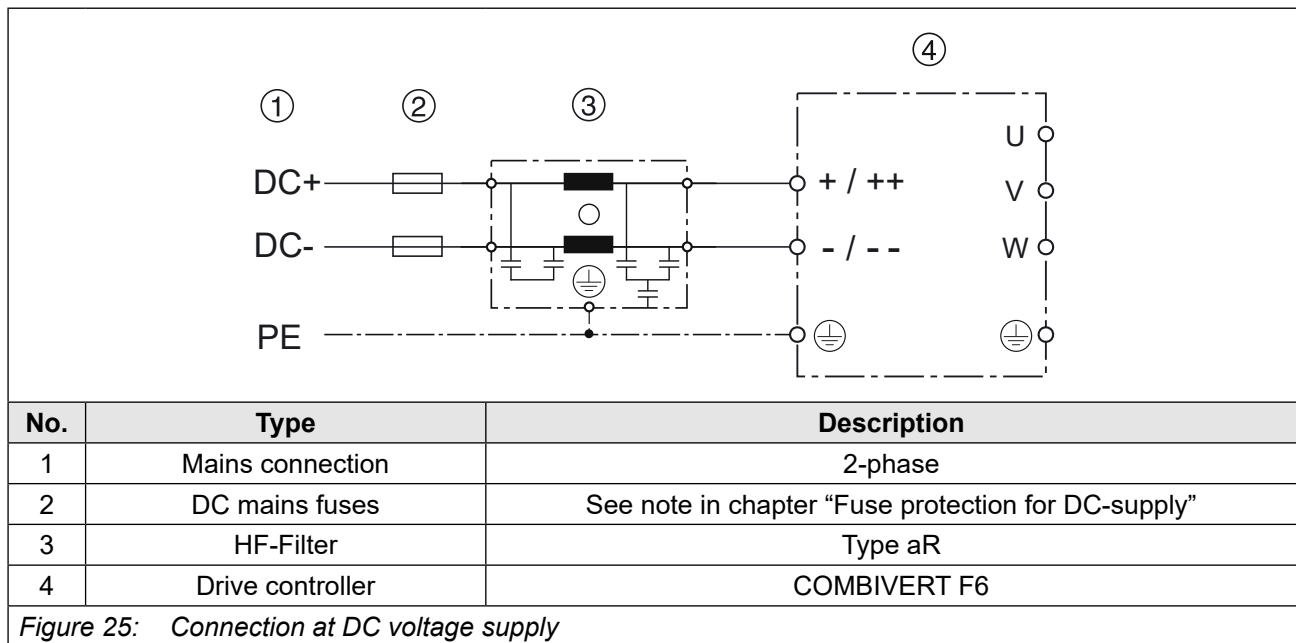 ④
① ② ③
U
DC+ + / ++ V
DC- - / - - W
PE
No. Type Description
1 Mains connection 2-phase
2 DC mains fuses See note in chapter “Fuse protection for DC-supply”
3 HF-Filter Type aR
4 Drive controller COMBIVERT F6
Figure 25: Connection at DC voltage supply